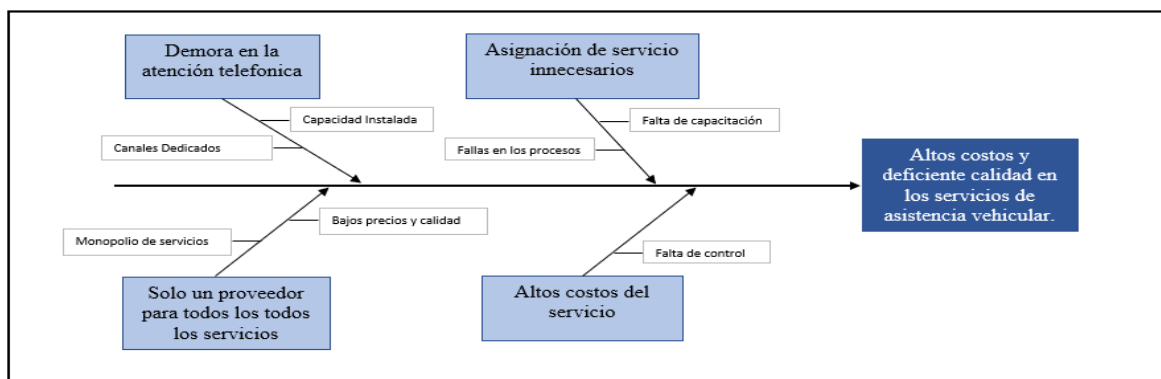 Demora en la
atención telefonica
Capacidad Instalada
Canales Dedicados
Asignación de servicio
innecesarios
Falta de capacitación
Fallas en los procesos
Altos costos y
deficiente calidad en
los servicios de
asistencia vehicular.
Bajos precios y calidad
Monopolio de servicios
Solo un proveedor
para todos los todos
los servicios
Falta de control
Altos costos del
servicio